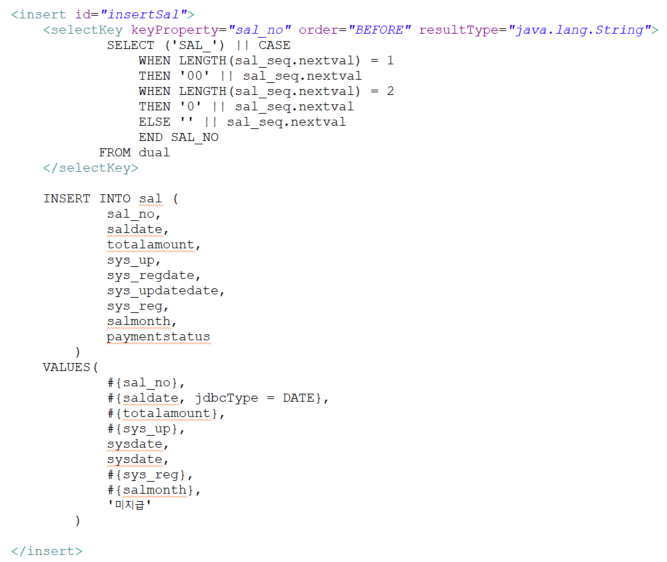 <insert id="insertSal">
<selectKey keyProperty="sal_no" order="BEFORE" resultType="java.lang.String">
SELECT ('SAL_') || CASE
WHEN LENGTH(sal_seq.nextval) = 1
THEN '00' || sal_seq.nextval
WHEN LENGTH(sal_seq.nextval) = 2
THEN '0' || sal_seq.nextval
ELSE '' || sal_seq.nextval
END SAL_NO
FROM dual
</selectKey>
INSERT INTO sal (
sal_no,
saldate,
totalamount,
sys_up,
sys_regdate,
sys_updatedate,
sys_reg,
salmonth,
paymentstatus
)
VALUES(
#{sal_no},
#{saldate, jdbcType = DATE},
#{totalamount},
#{sys_up},
sysdate,
sysdate,
#{sys_reg},
#{salmonth},
'미지급'
)
</insert>